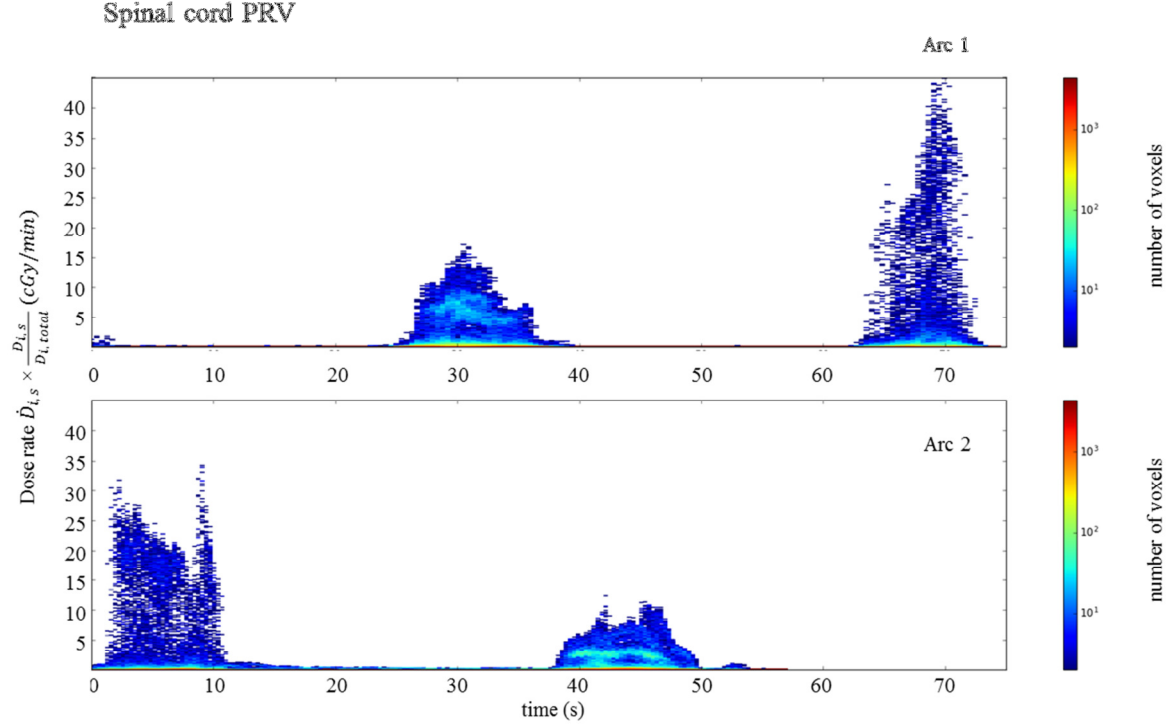 Spinal cord PRV
Arc 1
40
35
30
25
20
15
10
5
0 10 20 30 40 50 60 70
10³
10²
10¹
number of voxels
Dose rate Ḋi,s × Di,s / Di,total (cGy/min)
Arc 2
40
35
30
25
20
15
10
5
0 10 20 30 40 50 60 70
time (s)
10³
10²
10¹
number of voxels